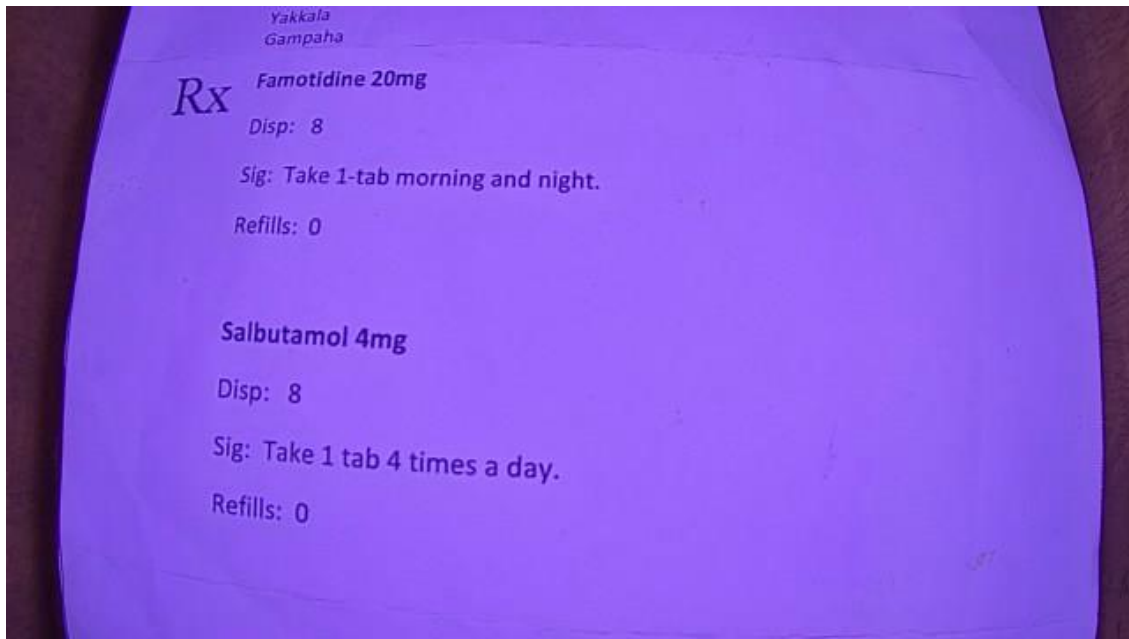 Yakkala
Gampaha
Rx Famotidine 20mg
Disp: 8
Sig: Take 1-tab morning and night.
Refills: 0
Salbutamol 4mg
Disp: 8
Sig: Take 1 tab 4 times a day.
Refills: 0